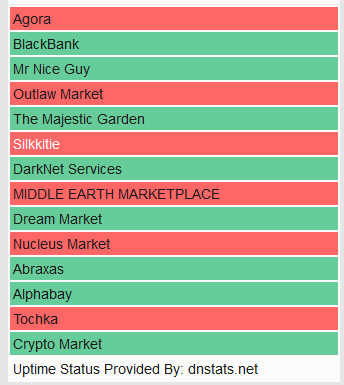 Agora
BlackBank
Mr Nice Guy
Outlaw Market
The Majestic Garden
Silkkitie
DarkNet Services
MIDDLE EARTH MARKETPLACE
Dream Market
Nucleus Market
Abraxas
Alphabay
Tochka
Crypto Market
Uptime Status Provided By: dnstats.net